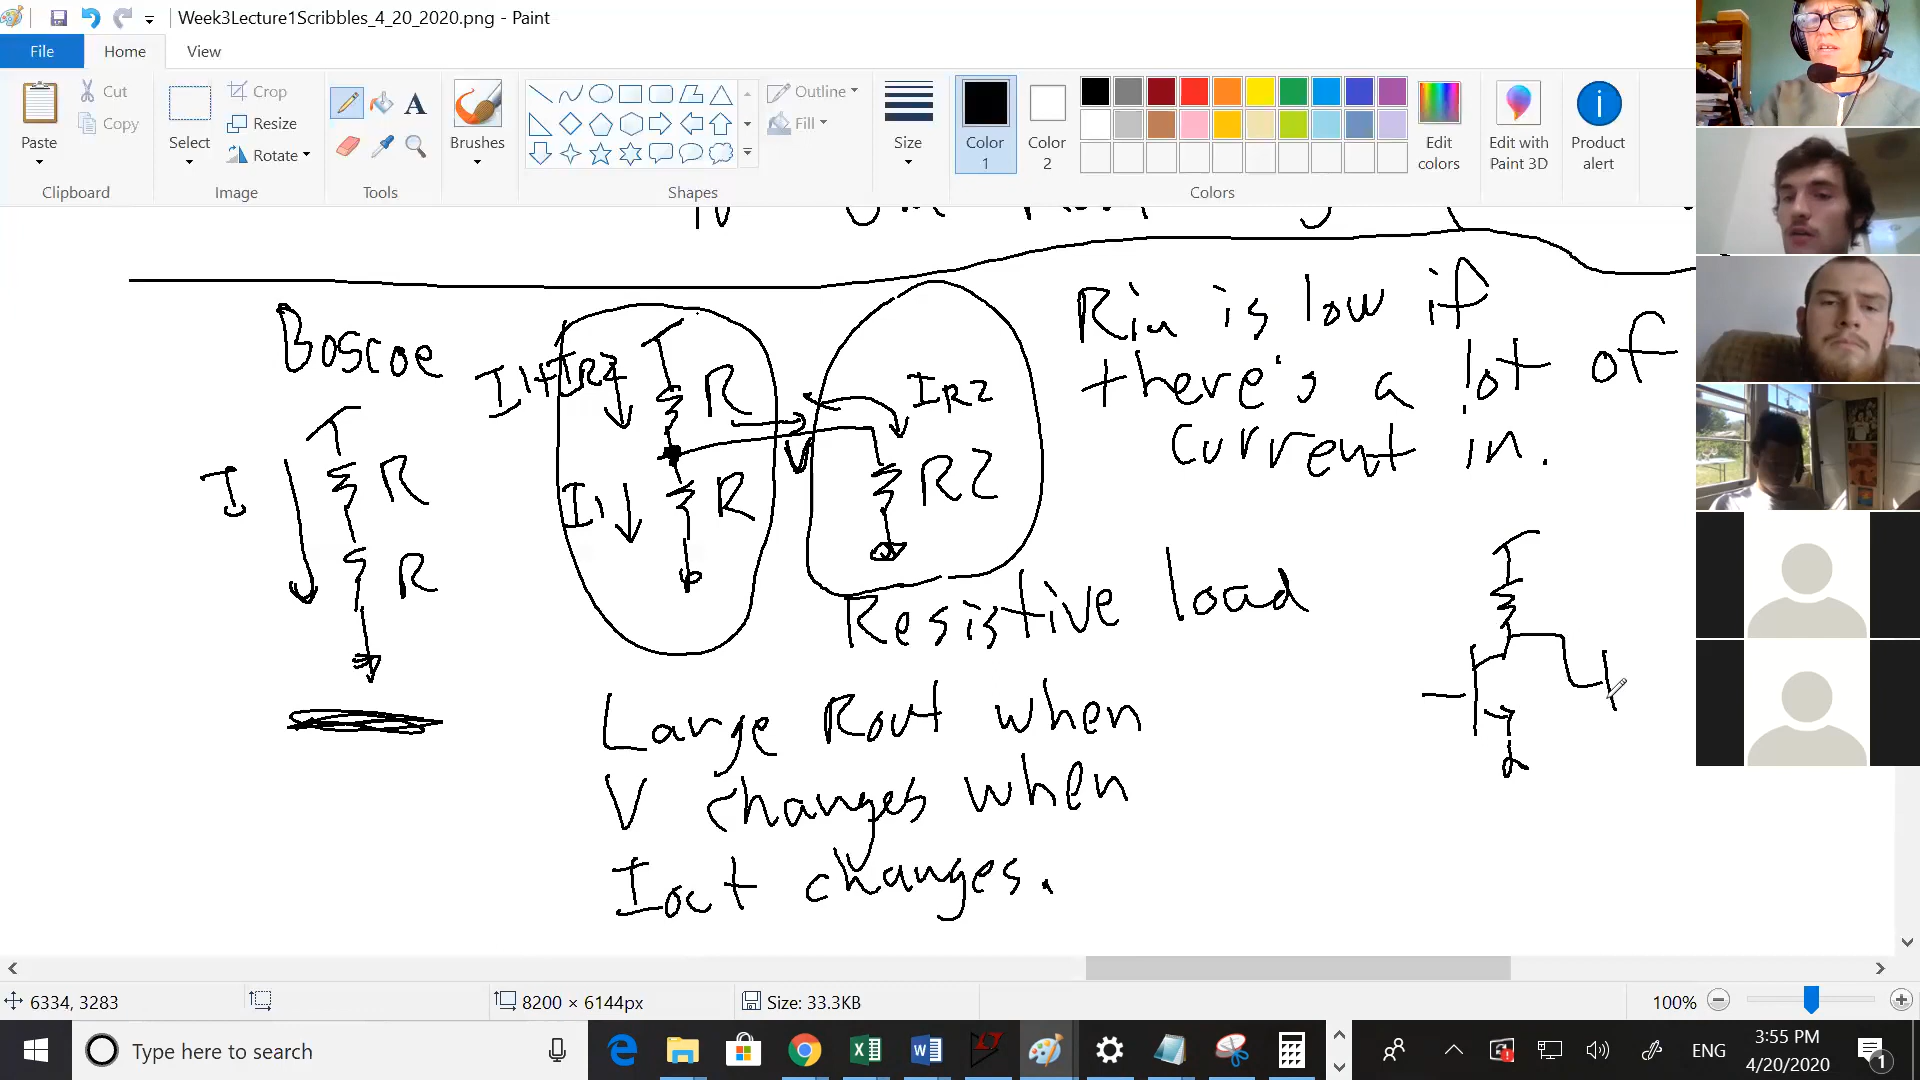 Week3Lecture1Scribbles_4_20_2020.png - Paint
File
Home
View
Paste
Cut
Copy
Clipboard
Select
Crop
Resize
Rotate
Image
Tools
Brushes
Outline
Fill
Shapes
Size
Color 1
Color 2
Edit colors
Colors
Edit with Paint 3D
Product alert
Boscoe
I
R
R
I1+IR2
R
I1
R
V
IR2
R2
Rin is low if
there's a lot of
current in.
Resistive load
Large Rout when
V changes when
Iout changes.
6334, 3283
8200 × 6144px
Size: 33.3KB
100%
Type here to search
ENG
3:55 PM
4/20/2020
1